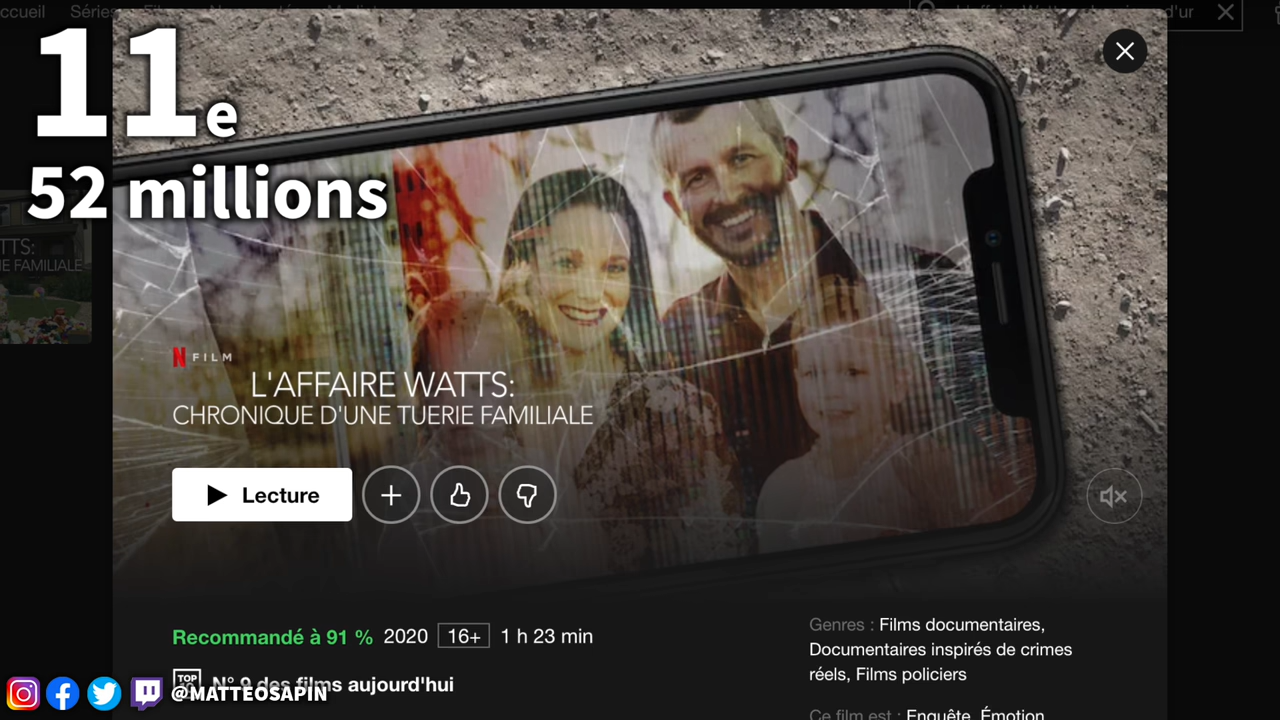 ccueil Séries
11e
52 millions
TTS:
E FAMILIALE
N FILM
L'AFFAIRE WATTS:
CHRONIQUE D'UNE TUERIE FAMILIALE
Lecture
Recommandé à 91 % 2020 16+ 1 h 23 min
TOP
N° 9 des films aujourd'hui
@MATTEOSAPIN
Genres : Films documentaires,
Documentaires inspirés de crimes
réels, Films policiers
Ce film est : Enquête, Émotion